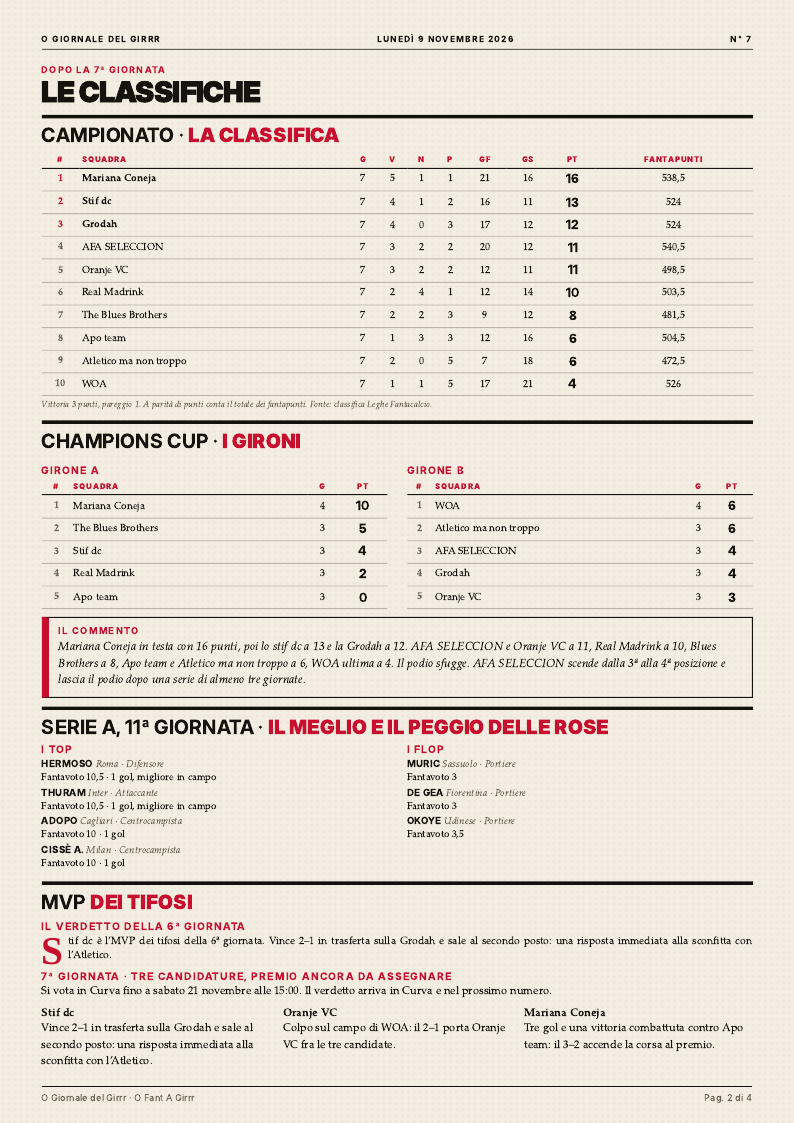 O GIORNALE DEL GIRRR LUNEDÌ 9 NOVEMBRE 2026 N° 7
DOPO LA 7ª GIORNATA
LE CLASSIFICHE
CAMPIONATO · LA CLASSIFICA
# SQUADRA G V N P GF GS PT FANTAPUNTI
1 Mariana Coneja 7 5 1 1 21 16 16 538,5
2 Stif dc 7 4 1 2 16 11 13 524
3 Grodah 7 4 0 3 17 12 12 524
4 AFA SELECCION 7 3 2 2 20 12 11 540,5
5 Oranje VC 7 3 2 2 12 11 11 498,5
6 Real Madrink 7 2 4 1 12 14 10 503,5
7 The Blues Brothers 7 2 2 3 9 12 8 481,5
8 Apo team 7 1 3 3 12 16 6 504,5
9 Atletico ma non troppo 7 2 0 5 7 18 6 472,5
10 WOA 7 1 1 5 17 21 4 526
Vittoria 3 punti, pareggio 1. A parità di punti conta il totale dei fantapunti. Fonte: classifica Leghe Fantacalcio.
CHAMPIONS CUP · I GIRONI
GIRONE A
# SQUADRA G PT
1 Mariana Coneja 4 10
2 The Blues Brothers 3 5
3 Stif dc 3 4
4 Real Madrink 3 2
5 Apo team 3 0
GIRONE B
# SQUADRA G PT
1 WOA 4 6
2 Atletico ma non troppo 3 6
3 AFA SELECCION 3 4
4 Grodah 3 4
5 Oranje VC 3 3
IL COMMENTO
Mariana Coneja in testa con 16 punti, poi lo stif dc a 13 e la Grodah a 12. AFA SELECCION e Oranje VC a 11, Real Madrink a 10, Blues
Brothers a 8, Apo team e Atletico ma non troppo a 6, WOA ultima a 4. Il podio sfugge. AFA SELECCION scende dalla 3ª alla 4ª posizione e
lascia il podio dopo una serie di almeno tre giornate.
SERIE A, 11ª GIORNATA · IL MEGLIO E IL PEGGIO DELLE ROSE
I TOP
HERMOSO Roma · Difensore
Fantavoto 10,5 · 1 gol, migliore in campo
THURAM Inter · Attaccante
Fantavoto 10,5 · 1 gol, migliore in campo
ADOPO Cagliari · Centrocampista
Fantavoto 10 · 1 gol
CISSÈ A. Milan · Centrocampista
Fantavoto 10 · 1 gol
I FLOP
MURIC Sassuolo · Portiere
Fantavoto 3
DE GEA Fiorentina · Portiere
Fantavoto 3
OKOYE Udinese · Portiere
Fantavoto 3,5
MVP DEI TIFOSI
IL VERDETTO DELLA 6ª GIORNATA
Stif dc è l'MVP dei tifosi della 6ª giornata. Vince 2–1 in trasferta sulla Grodah e sale al secondo posto: una risposta immediata alla sconfitta con
l'Atletico.
7ª GIORNATA · TRE CANDIDATURE, PREMIO ANCORA DA ASSEGNARE
Si vota in Curva fino a sabato 21 novembre alle 15:00. Il verdetto arriva in Curva e nel prossimo numero.
Stif dc
Vince 2–1 in trasferta sulla Grodah e sale al
secondo posto: una risposta immediata alla
sconfitta con l'Atletico.
Oranje VC
Colpo sul campo di WOA: il 2–1 porta Oranje
VC fra le tre candidate.
Mariana Coneja
Tre gol e una vittoria combattuta contro Apo
team: il 3–2 accende la corsa al premio.
O Giornale del Girrr · O Fant A Girrr Pag. 2 di 4